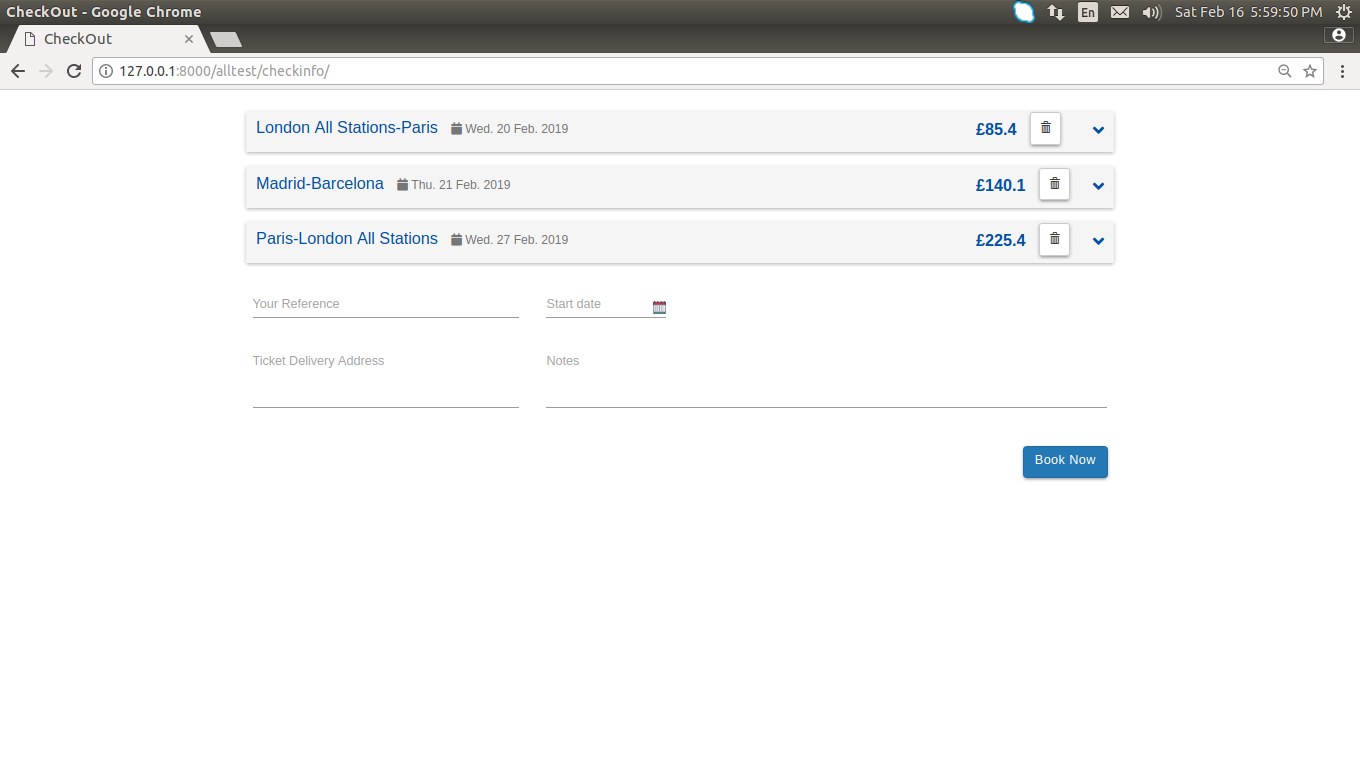 CheckOut - Google Chrome
En
Sat Feb 16 5:59:50 PM
CheckOut
127.0.0.1:8000/alltest/checkinfo/
London All Stations-Paris Wed. 20 Feb. 2019 £85.4
Madrid-Barcelona Thu. 21 Feb. 2019 £140.1
Paris-London All Stations Wed. 27 Feb. 2019 £225.4
Your Reference Start date
Ticket Delivery Address Notes
Book Now